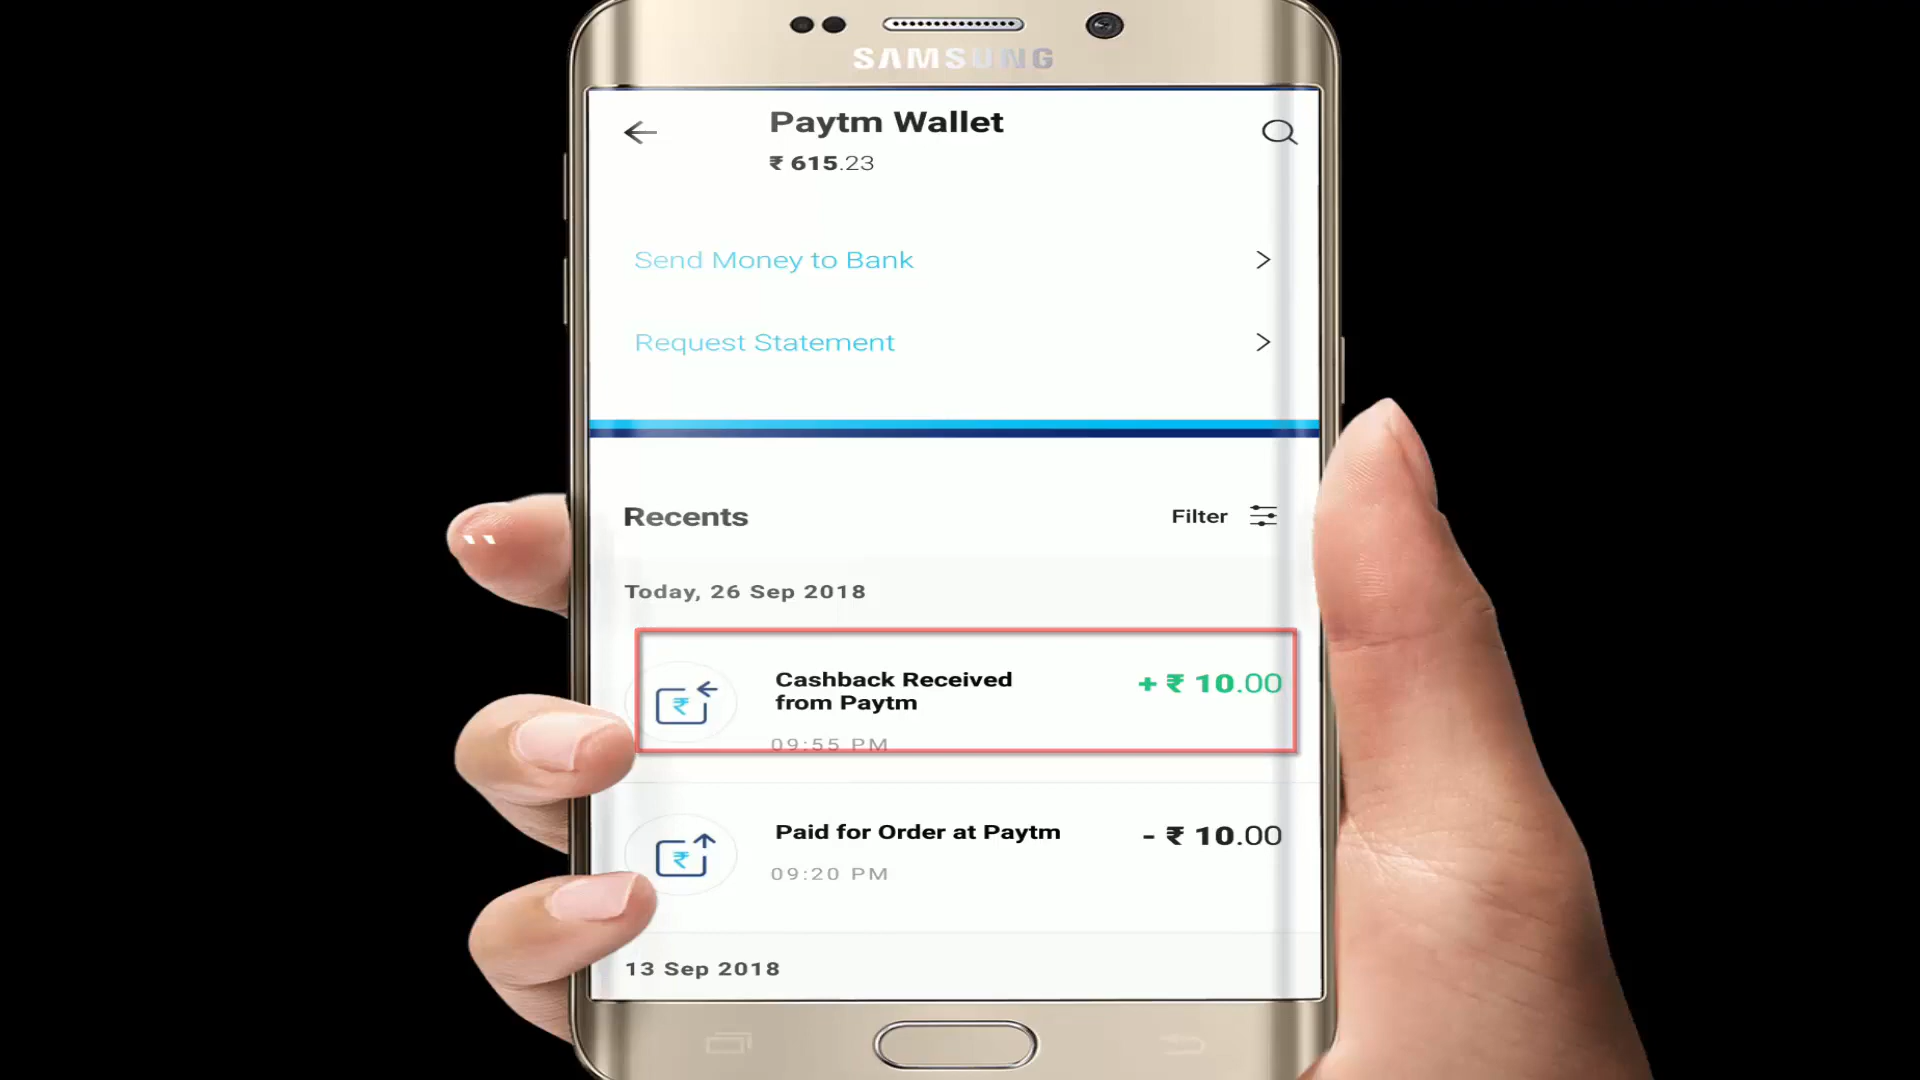 SAMSUNG
Paytm Wallet
₹ 615.23
Send Money to Bank
Request Statement
Recents
Filter
Today, 26 Sep 2018
Cashback Received
from Paytm
+ ₹ 10.00
09:55 PM
Paid for Order at Paytm
- ₹ 10.00
09:20 PM
13 Sep 2018